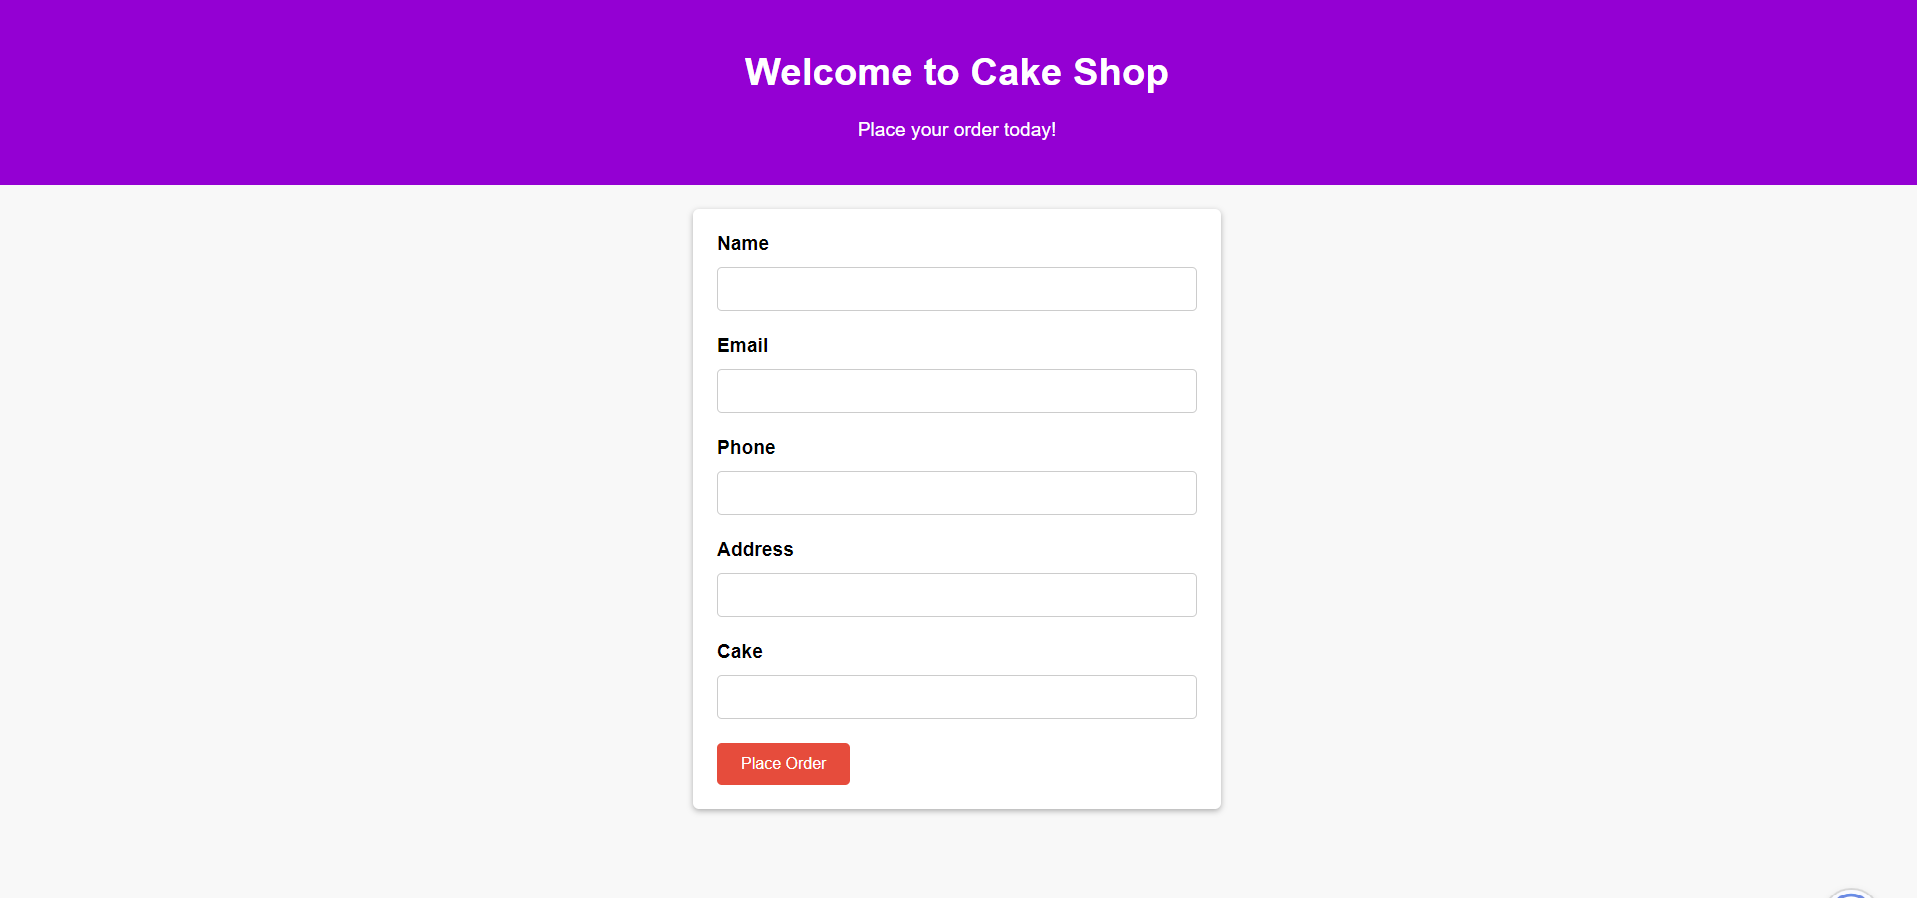 Welcome to Cake Shop
Place your order today!
Name
Email
Phone
Address
Cake
Place Order